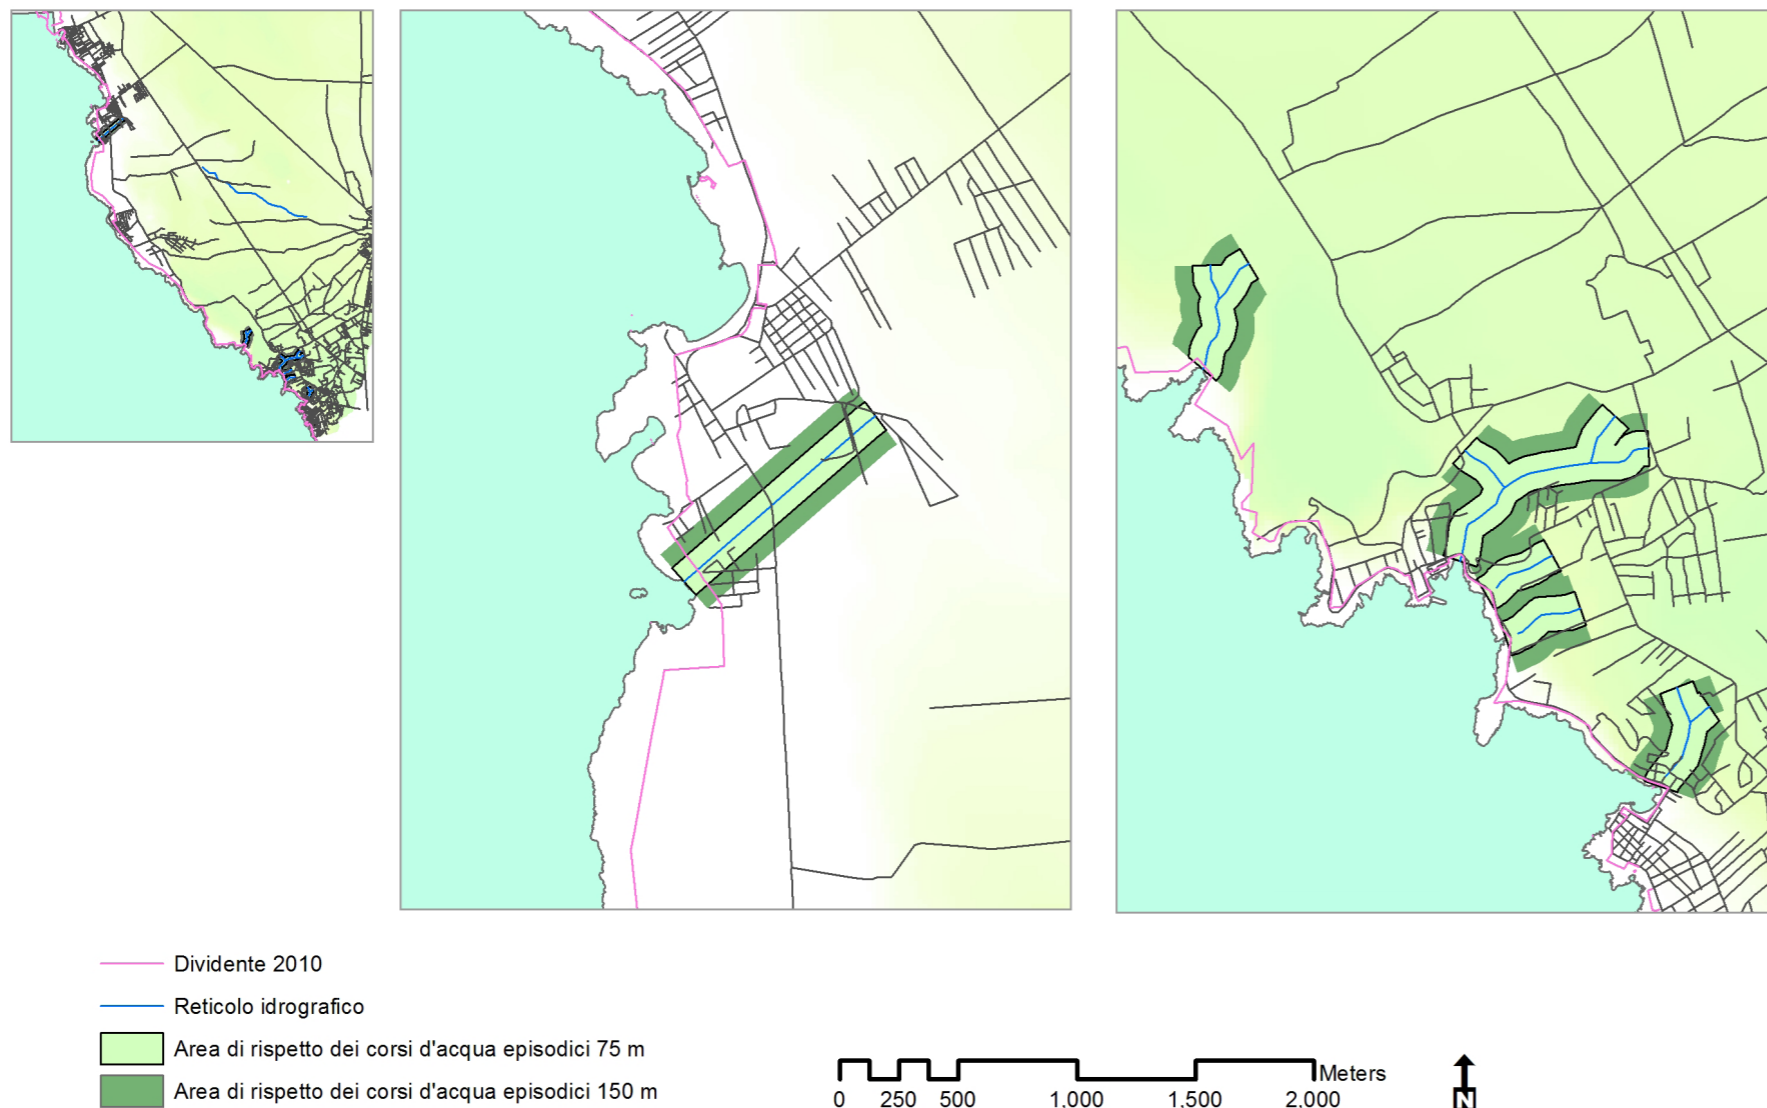 Dividente 2010
Reticolo idrografico
Area di rispetto dei corsi d'acqua episodici 75 m
Area di rispetto dei corsi d'acqua episodici 150 m
Meters
0 250 500 1,000 1,500 2,000
N